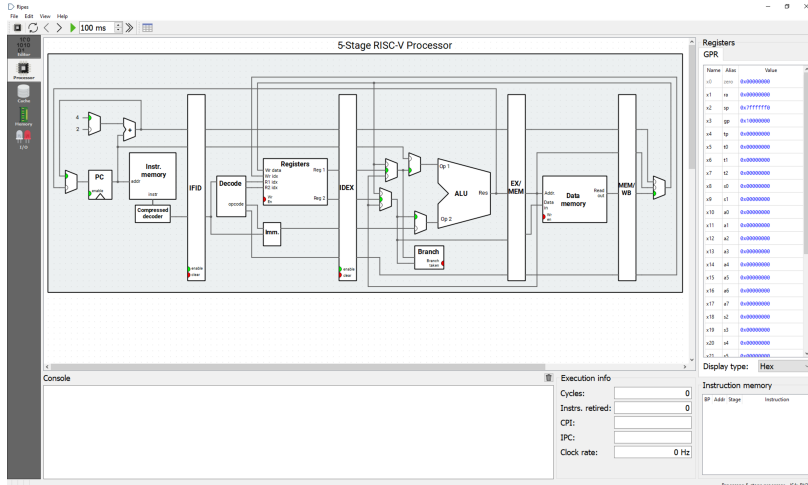 Ripes
File Edit View Help
100 ms
Editor
Processor
Cache
Memory
I/O
5-Stage RISC-V Processor
4
2
+
PC
enable
addr
Instr. memory
instr
Compressed decoder
IFID
enable
clear
Decode
opcode
Registers
Wr data
Wr idx
R1 idx
R2 idx
Wr En
Reg 1
Reg 2
Imm.
IDEX
enable
clear
Op 1
ALU
Res
Op 2
Branch
Branch taken
EX/ MEM
Addr.
Data in
Wr en
Data memory
Read out
MEM/ WB
Console
Execution info
Cycles: 0
Instrs. retired: 0
CPI:
IPC:
Clock rate: 0 Hz
Registers
GPR
Name Alias Value
x0 zero 0x00000000
x1 ra 0x00000000
x2 sp 0x7ffffff0
x3 gp 0x10000000
x4 tp 0x00000000
x5 t0 0x00000000
x6 t1 0x00000000
x7 t2 0x00000000
x8 s0 0x00000000
x9 s1 0x00000000
x10 a0 0x00000000
x11 a1 0x00000000
x12 a2 0x00000000
x13 a3 0x00000000
x14 a4 0x00000000
x15 a5 0x00000000
x16 a6 0x00000000
x17 a7 0x00000000
x18 s2 0x00000000
x19 s3 0x00000000
x20 s4 0x00000000
x21 s5 0x00000000
Display type: Hex
Instruction memory
BP Addr Stage Instruction